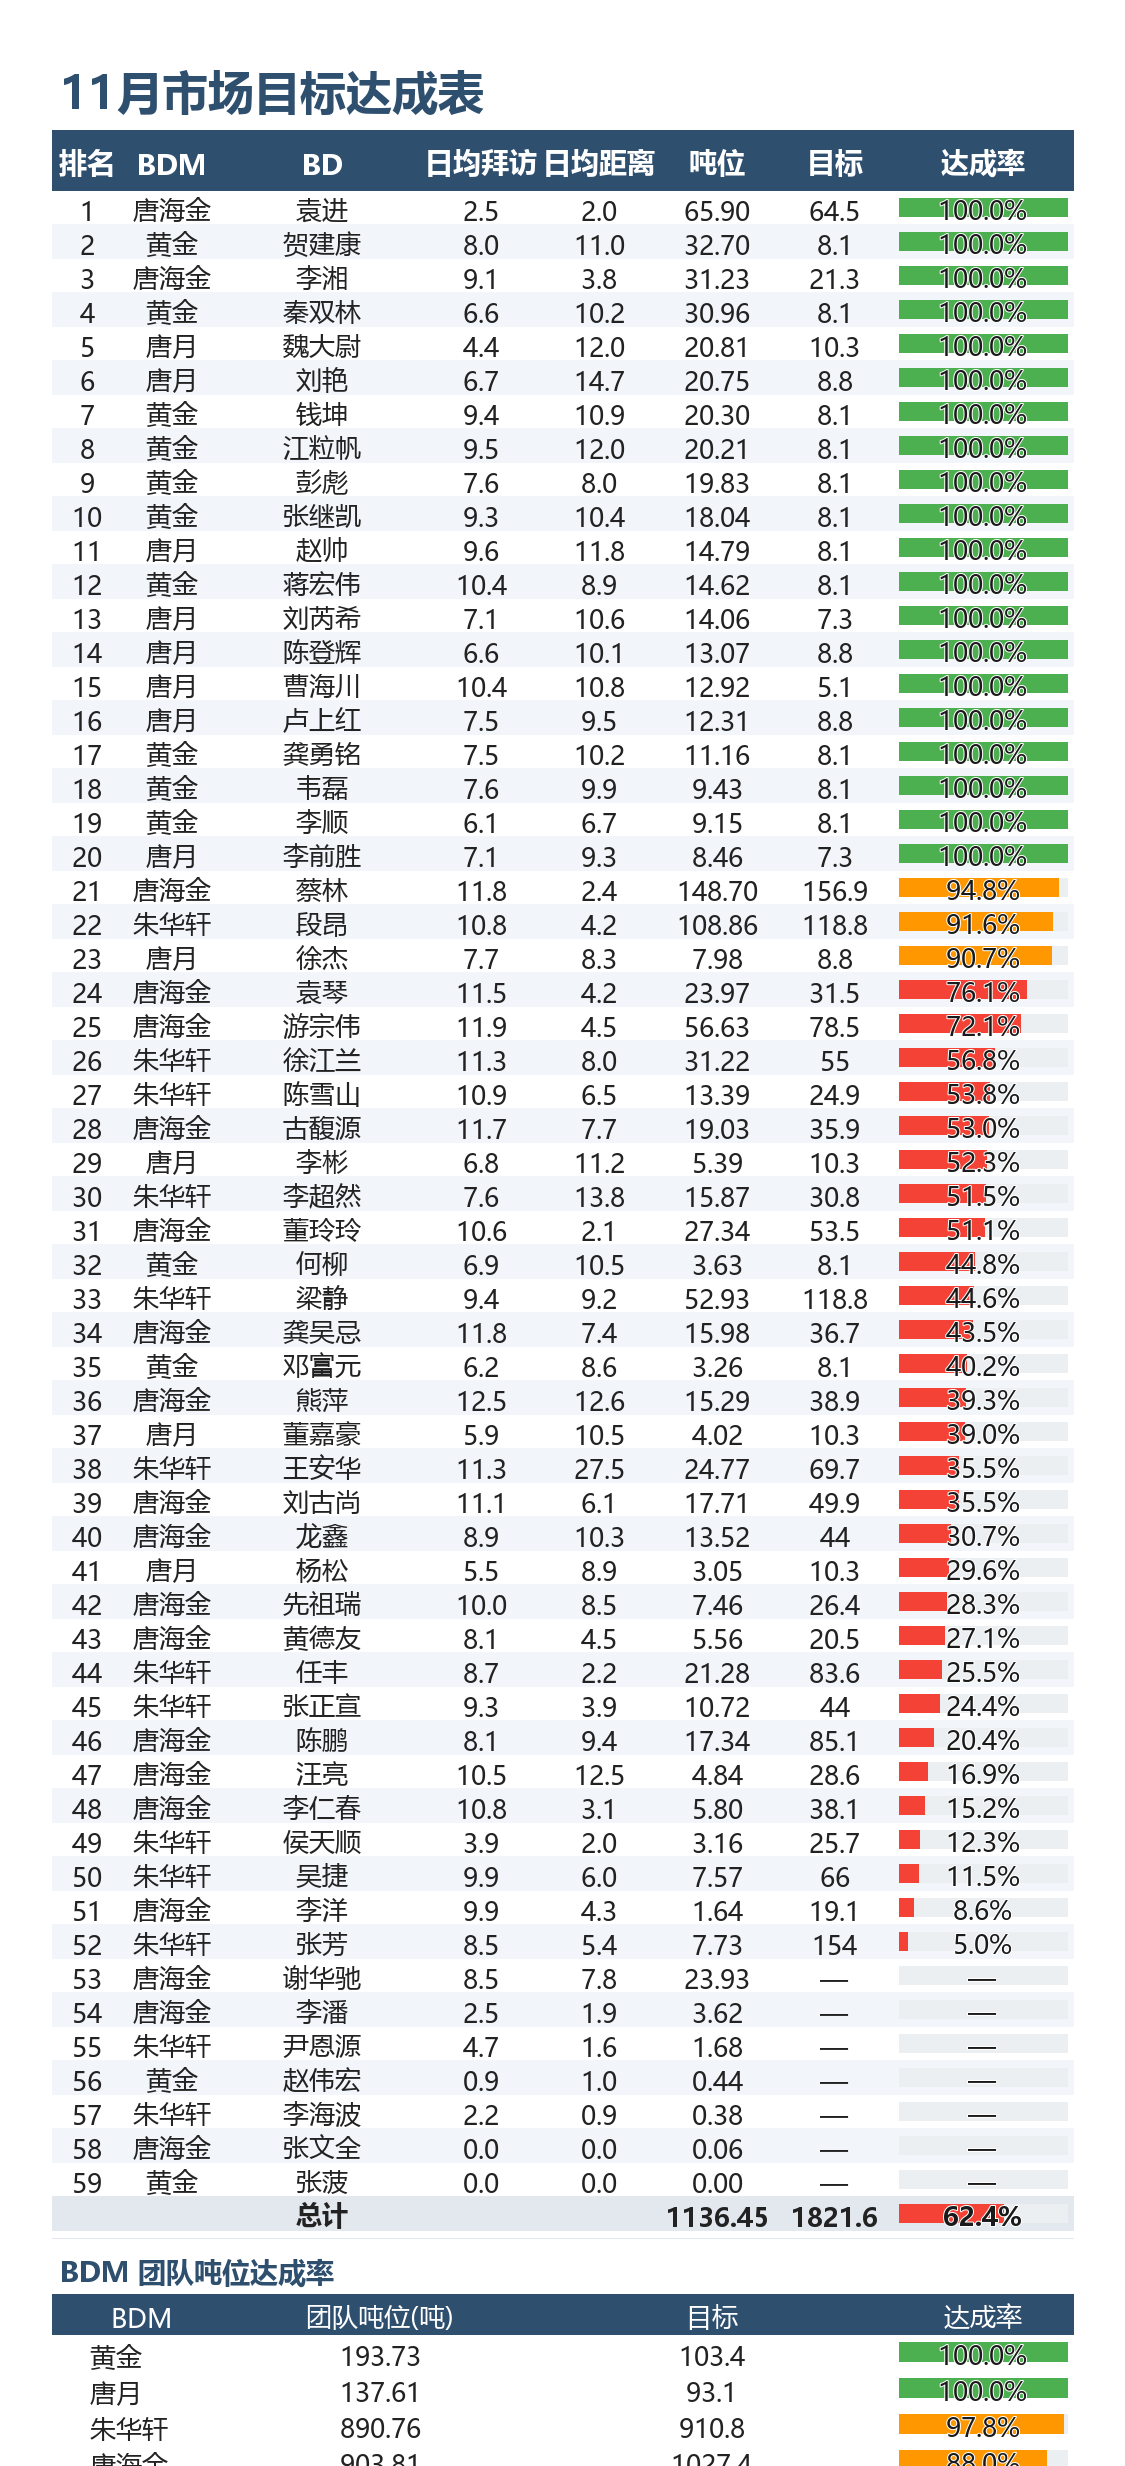 11月市场目标达成表
排名 BDM BD 日均拜访 日均距离 吨位 目标 达成率
1 唐海金 袁进 2.5 2.0 65.90 64.5 100.0%
2 黄金 贺建康 8.0 11.0 32.70 8.1 100.0%
3 唐海金 李湘 9.1 3.8 31.23 21.3 100.0%
4 黄金 秦双林 6.6 10.2 30.96 8.1 100.0%
5 唐月 魏大尉 4.4 12.0 20.81 10.3 100.0%
6 唐月 刘艳 6.7 14.7 20.75 8.8 100.0%
7 黄金 钱坤 9.4 10.9 20.30 8.1 100.0%
8 黄金 江粒帆 9.5 12.0 20.21 8.1 100.0%
9 黄金 彭彪 7.6 8.0 19.83 8.1 100.0%
10 黄金 张继凯 9.3 10.4 18.04 8.1 100.0%
11 唐月 赵帅 9.6 11.8 14.79 8.1 100.0%
12 黄金 蒋宏伟 10.4 8.9 14.62 8.1 100.0%
13 唐月 刘芮希 7.1 10.6 14.06 7.3 100.0%
14 唐月 陈登辉 6.6 10.1 13.07 8.8 100.0%
15 唐月 曹海川 10.4 10.8 12.92 5.1 100.0%
16 唐月 卢上红 7.5 9.5 12.31 8.8 100.0%
17 黄金 龚勇铭 7.5 10.2 11.16 8.1 100.0%
18 黄金 韦磊 7.6 9.9 9.43 8.1 100.0%
19 黄金 李顺 6.1 6.7 9.15 8.1 100.0%
20 唐月 李前胜 7.1 9.3 8.46 7.3 100.0%
21 唐海金 蔡林 11.8 2.4 148.70 156.9 94.8%
22 朱华轩 段昂 10.8 4.2 108.86 118.8 91.6%
23 唐月 徐杰 7.7 8.3 7.98 8.8 90.7%
24 唐海金 袁琴 11.5 4.2 23.97 31.5 76.1%
25 唐海金 游宗伟 11.9 4.5 56.63 78.5 72.1%
26 朱华轩 徐江兰 11.3 8.0 31.22 55 56.8%
27 朱华轩 陈雪山 10.9 6.5 13.39 24.9 53.8%
28 唐海金 古馥源 11.7 7.7 19.03 35.9 53.0%
29 唐月 李彬 6.8 11.2 5.39 10.3 52.3%
30 朱华轩 李超然 7.6 13.8 15.87 30.8 51.5%
31 唐海金 董玲玲 10.6 2.1 27.34 53.5 51.1%
32 黄金 何柳 6.9 10.5 3.63 8.1 44.8%
33 朱华轩 梁静 9.4 9.2 52.93 118.8 44.6%
34 唐海金 龚吴忌 11.8 7.4 15.98 36.7 43.5%
35 黄金 邓富元 6.2 8.6 3.26 8.1 40.2%
36 唐海金 熊萍 12.5 12.6 15.29 38.9 39.3%
37 唐月 董嘉豪 5.9 10.5 4.02 10.3 39.0%
38 朱华轩 王安华 11.3 27.5 24.77 69.7 35.5%
39 唐海金 刘古尚 11.1 6.1 17.71 49.9 35.5%
40 唐海金 龙鑫 8.9 10.3 13.52 44 30.7%
41 唐月 杨松 5.5 8.9 3.05 10.3 29.6%
42 唐海金 先祖瑞 10.0 8.5 7.46 26.4 28.3%
43 唐海金 黄德友 8.1 4.5 5.56 20.5 27.1%
44 朱华轩 任丰 8.7 2.2 21.28 83.6 25.5%
45 朱华轩 张正宣 9.3 3.9 10.72 44 24.4%
46 唐海金 陈鹏 8.1 9.4 17.34 85.1 20.4%
47 唐海金 汪亮 10.5 12.5 4.84 28.6 16.9%
48 唐海金 李仁春 10.8 3.1 5.80 38.1 15.2%
49 朱华轩 侯天顺 3.9 2.0 3.16 25.7 12.3%
50 朱华轩 吴捷 9.9 6.0 7.57 66 11.5%
51 唐海金 李洋 9.9 4.3 1.64 19.1 8.6%
52 朱华轩 张芳 8.5 5.4 7.73 154 5.0%
53 唐海金 谢华驰 8.5 7.8 23.93 — —
54 唐海金 李潘 2.5 1.9 3.62 — —
55 朱华轩 尹恩源 4.7 1.6 1.68 — —
56 黄金 赵伟宏 0.9 1.0 0.44 — —
57 朱华轩 李海波 2.2 0.9 0.38 — —
58 唐海金 张文全 0.0 0.0 0.06 — —
59 黄金 张菠 0.0 0.0 0.00 — —
总计 1136.45 1821.6 62.4%
BDM 团队吨位达成率
BDM 团队吨位(吨) 目标 达成率
黄金 193.73 103.4 100.0%
唐月 137.61 93.1 100.0%
朱华轩 890.76 910.8 97.8%
唐海金 903.81 1027.4 88.0%